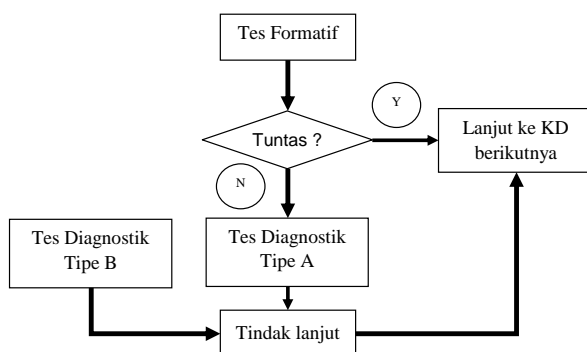 Tes Formatif
Y
Tuntas ?
Lanjut ke KD
berikutnya
N
Tes Diagnostik
Tipe B
Tes Diagnostik
Tipe A
Tindak lanjut